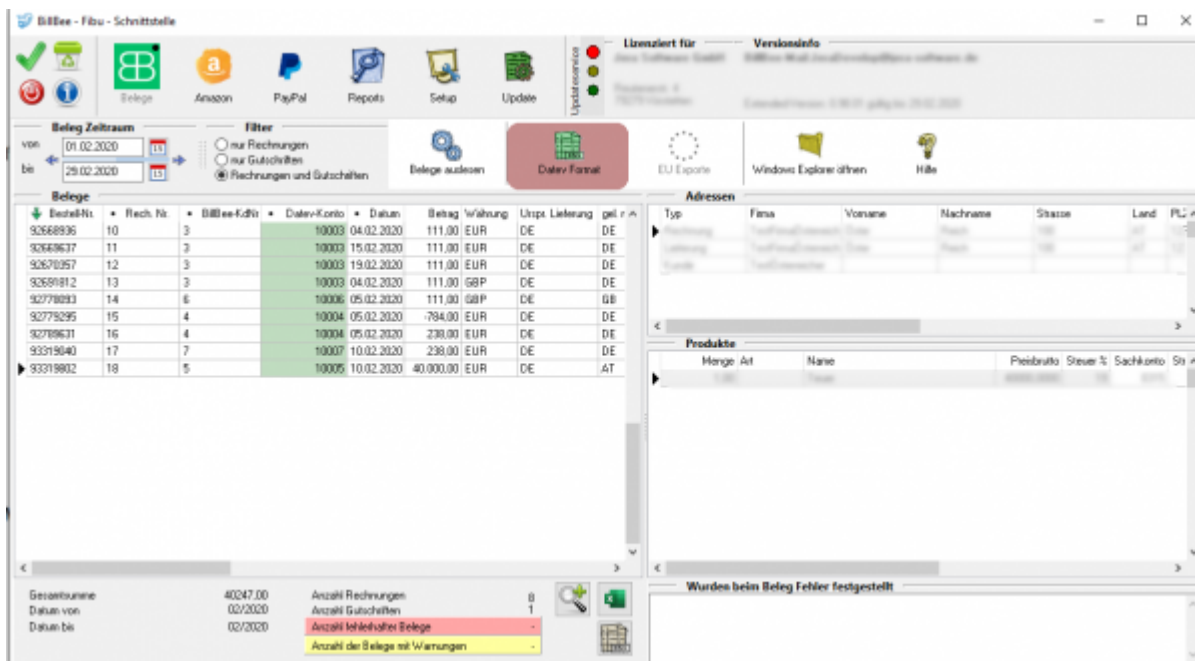 BillBee - Fibu - Schnittstelle
Belege Amazon PayPal Reports Setup Update
Updateservice
Lizenziert für Versionsinfo
Beleg Zeitraum
von 01.02.2020
bis 29.02.2020
Filter
nur Rechnungen
nur Gutschriften
Rechnungen und Gutschriften
Belege auslesen Datev Format EU Exporte Windows Explorer öffnen Hilfe
Belege
Bestell-Nr. Rech. Nr. BillBee-KdNr Datev-Konto Datum Betrag Währung Urspr. Lieferung
92668936 10 3 10003 04.02.2020 111,00 EUR DE DE
92669637 11 3 10003 15.02.2020 111,00 EUR DE DE
92670357 12 3 10003 19.02.2020 111,00 EUR DE DE
92691812 13 3 10003 04.02.2020 111,00 GBP DE DE
92778093 14 6 10006 05.02.2020 111,00 GBP DE GB
92779295 15 4 10004 05.02.2020 -784,00 EUR DE DE
92789631 16 4 10004 05.02.2020 238,00 EUR DE DE
93319040 17 7 10007 10.02.2020 238,00 EUR DE DE
93319802 18 5 10005 10.02.2020 40.000,00 EUR DE AT
Adressen
Typ Firma Vorname Nachname Strasse Land PLZ
Produkte
Menge Art Name Preisbrutto Steuer % Sachkonto
Gesamtsumme 40247,00
Datum von 02/2020
Datum bis 02/2020
Anzahl Rechnungen 8
Anzahl Gutschriften 1
Anzahl fehlerhafter Belege -
Anzahl der Belege mit Warnungen -
Wurden beim Beleg Fehler festgestellt